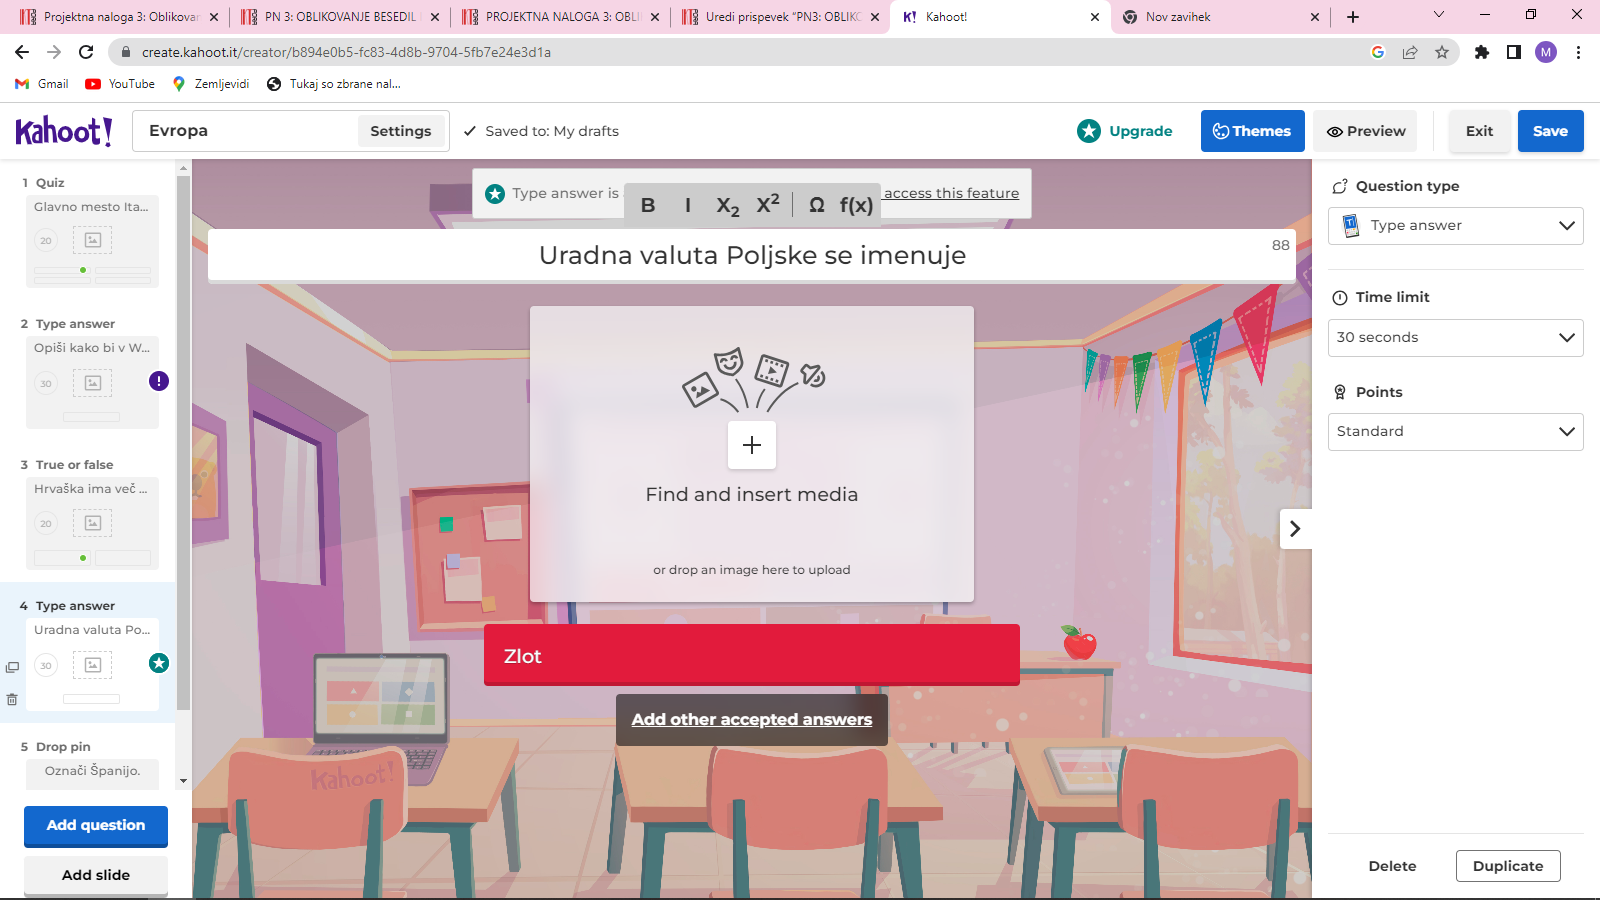 Projektna naloga 3: Oblikovan
PN 3: OBLIKOVANJE BESEDIL
PROJEKTNA NALOGA 3: OBLI
Uredi prispevek "PN3: OBLIKO
Kahoot!
Nov zavihek
create.kahoot.it/creator/b894e0b5-fc83-4d8b-9704-5fb7e24e3d1a
M
Gmail
YouTube
Zemljevidi
Tukaj so zbrane nal...
Kahoot!
Evropa
Settings
Saved to: My drafts
Upgrade
Themes
Preview
Exit
Save
1 Quiz
Glavno mesto Ita...
20
2 Type answer
Opiši kako bi v W...
30
3 True or false
Hrvaška ima več ...
20
4 Type answer
Uradna valuta Po...
30
5 Drop pin
Označi Španijo.
Add question
Add slide
Type answer is
access this feature
B I X2 X2 Ω f(x)
Uradna valuta Poljske se imenuje
88
Find and insert media
or drop an image here to upload
Zlot
Add other accepted answers
Kahoot!
Question type
Type answer
Time limit
30 seconds
Points
Standard
Delete
Duplicate